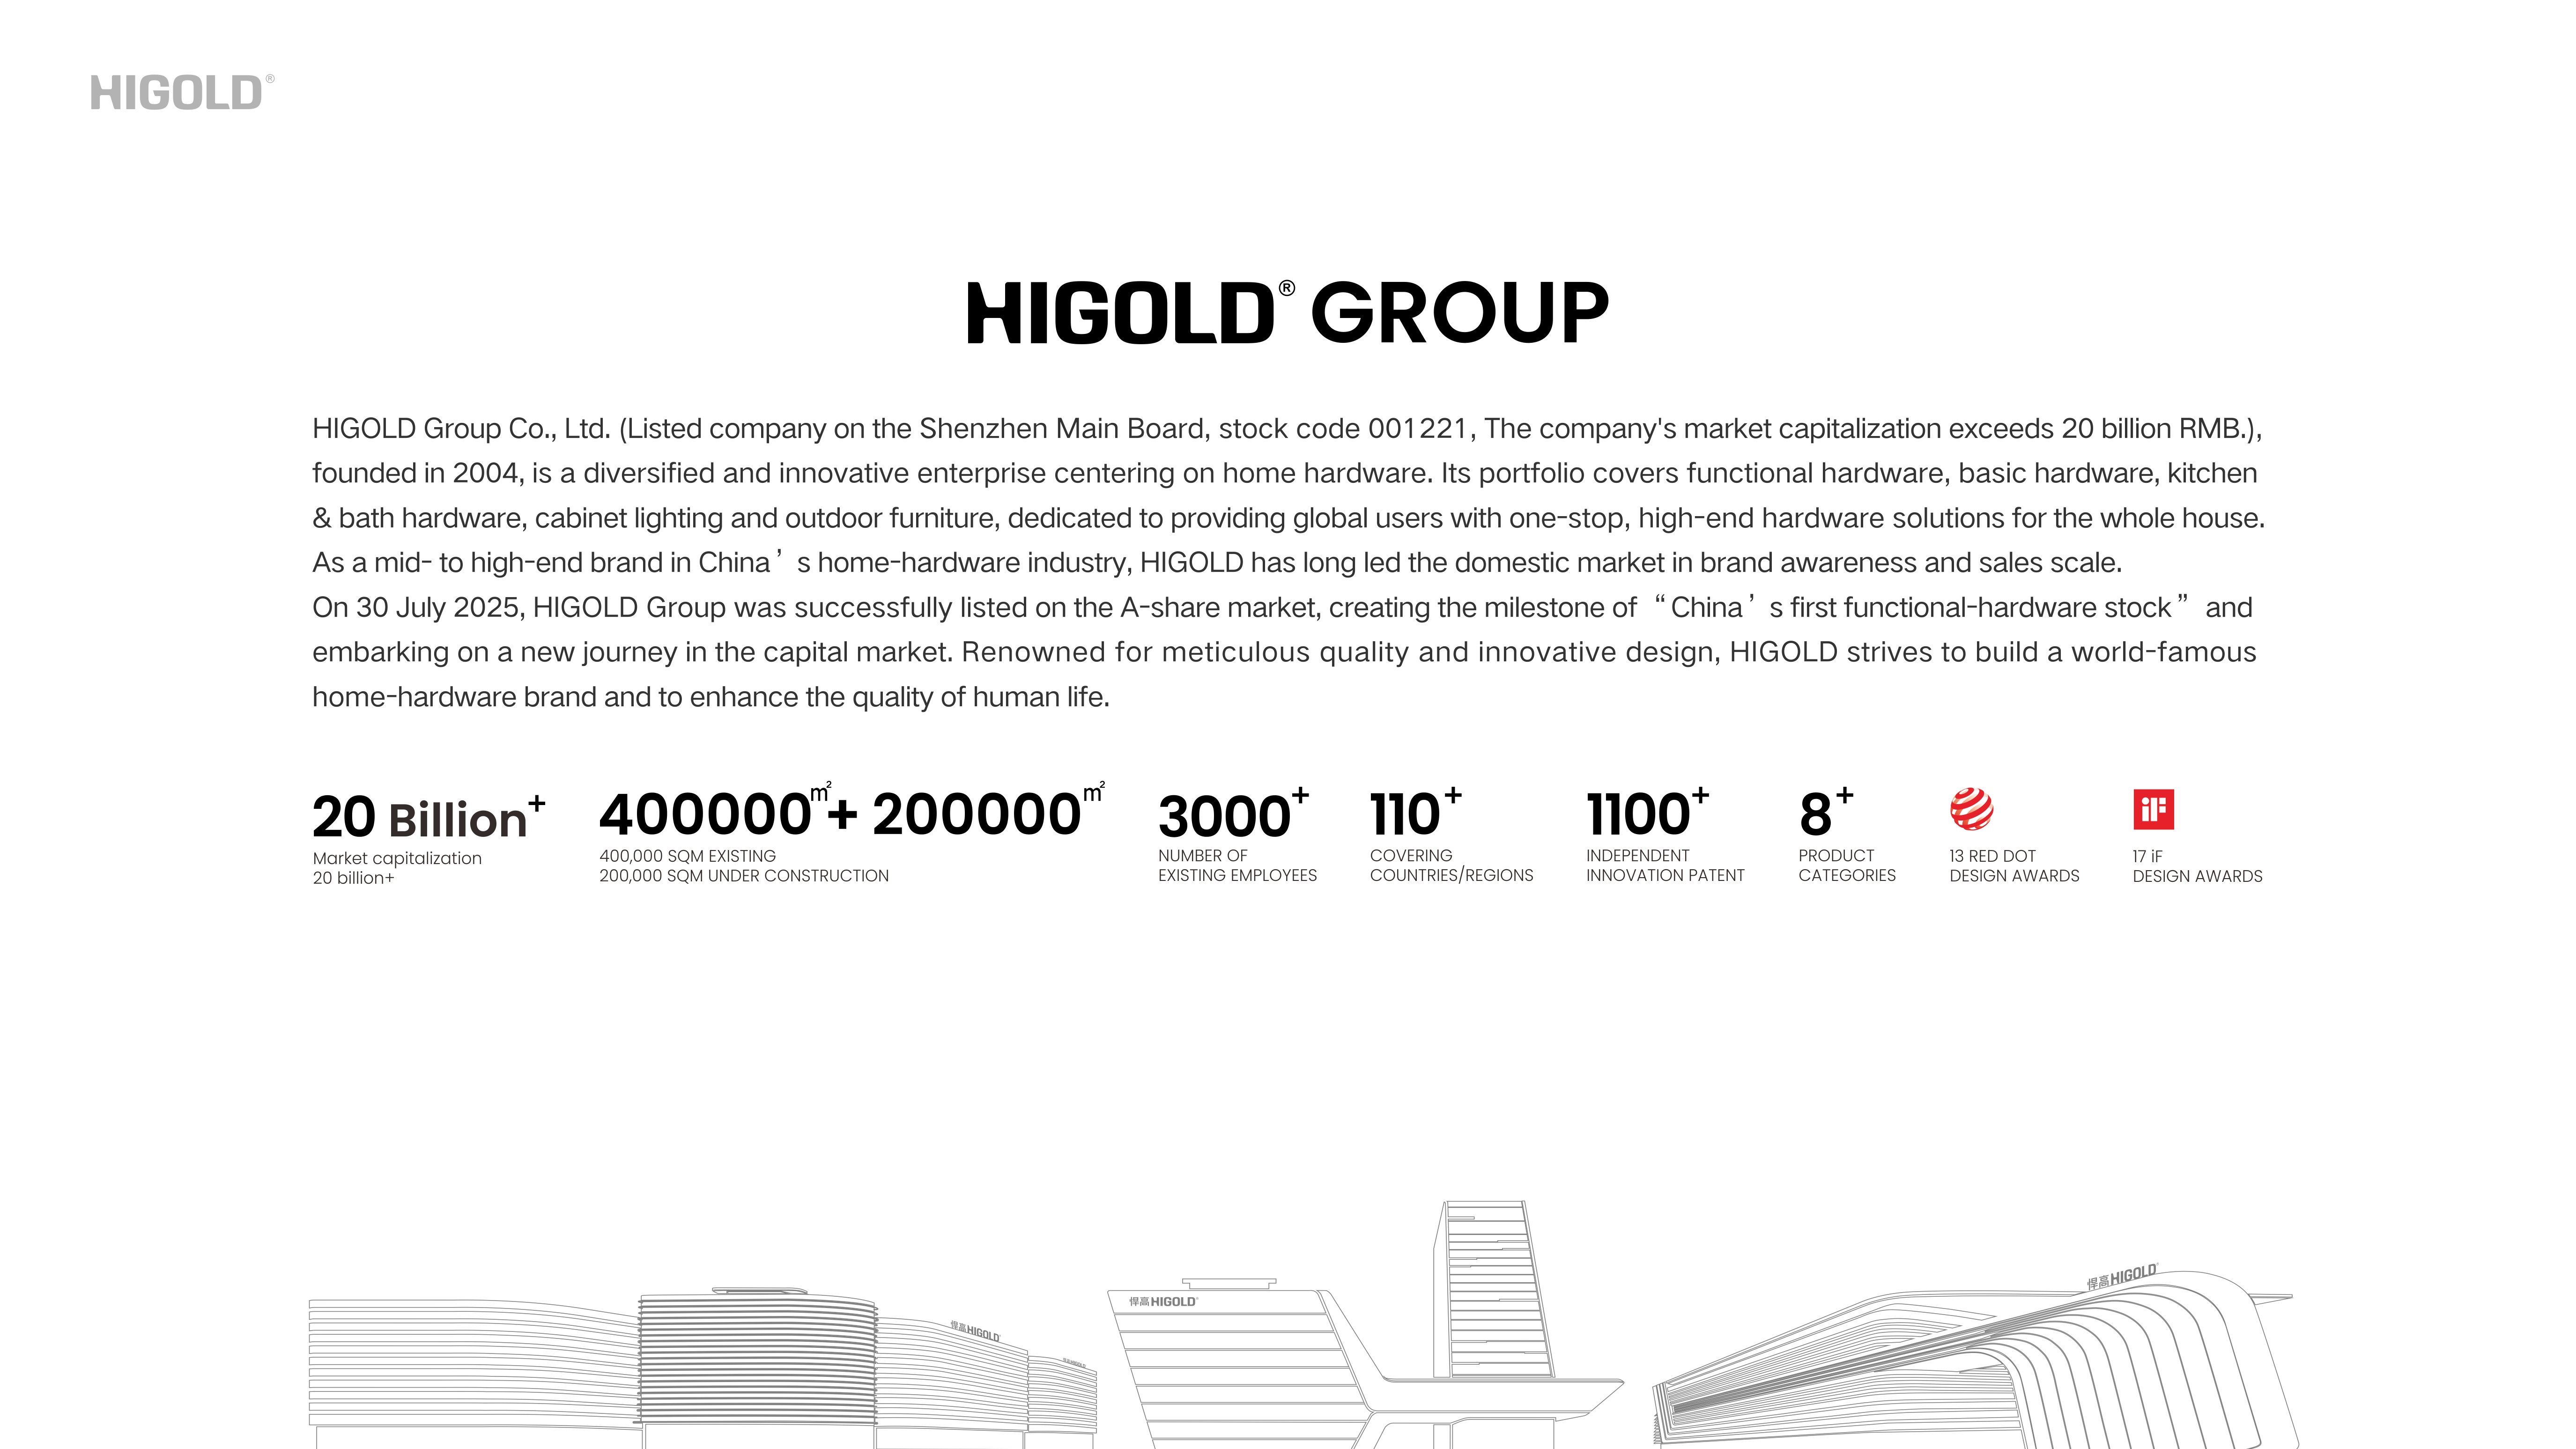 HIGOLD®
HIGOLD® GROUP
HIGOLD Group Co., Ltd. (Listed company on the Shenzhen Main Board, stock code 001221, The company's market capitalization exceeds 20 billion RMB.),
founded in 2004, is a diversified and innovative enterprise centering on home hardware. Its portfolio covers functional hardware, basic hardware, kitchen
& bath hardware, cabinet lighting and outdoor furniture, dedicated to providing global users with one-stop, high-end hardware solutions for the whole house.
As a mid- to high-end brand in China’s home-hardware industry, HIGOLD has long led the domestic market in brand awareness and sales scale.
On 30 July 2025, HIGOLD Group was successfully listed on the A-share market, creating the milestone of “China’s first functional-hardware stock” and
embarking on a new journey in the capital market. Renowned for meticulous quality and innovative design, HIGOLD strives to build a world-famous
home-hardware brand and to enhance the quality of human life.
20 Billion+
Market capitalization
20 billion+
400000㎡+ 200000㎡
400,000 SQM EXISTING
200,000 SQM UNDER CONSTRUCTION
3000+
NUMBER OF
EXISTING EMPLOYEES
110+
COVERING
COUNTRIES/REGIONS
1100+
INDEPENDENT
INNOVATION PATENT
8+
PRODUCT
CATEGORIES
13 RED DOT
DESIGN AWARDS
iF
17 iF
DESIGN AWARDS
悍高HIGOLD
悍高HIGOLD®
悍高HIGOLD®